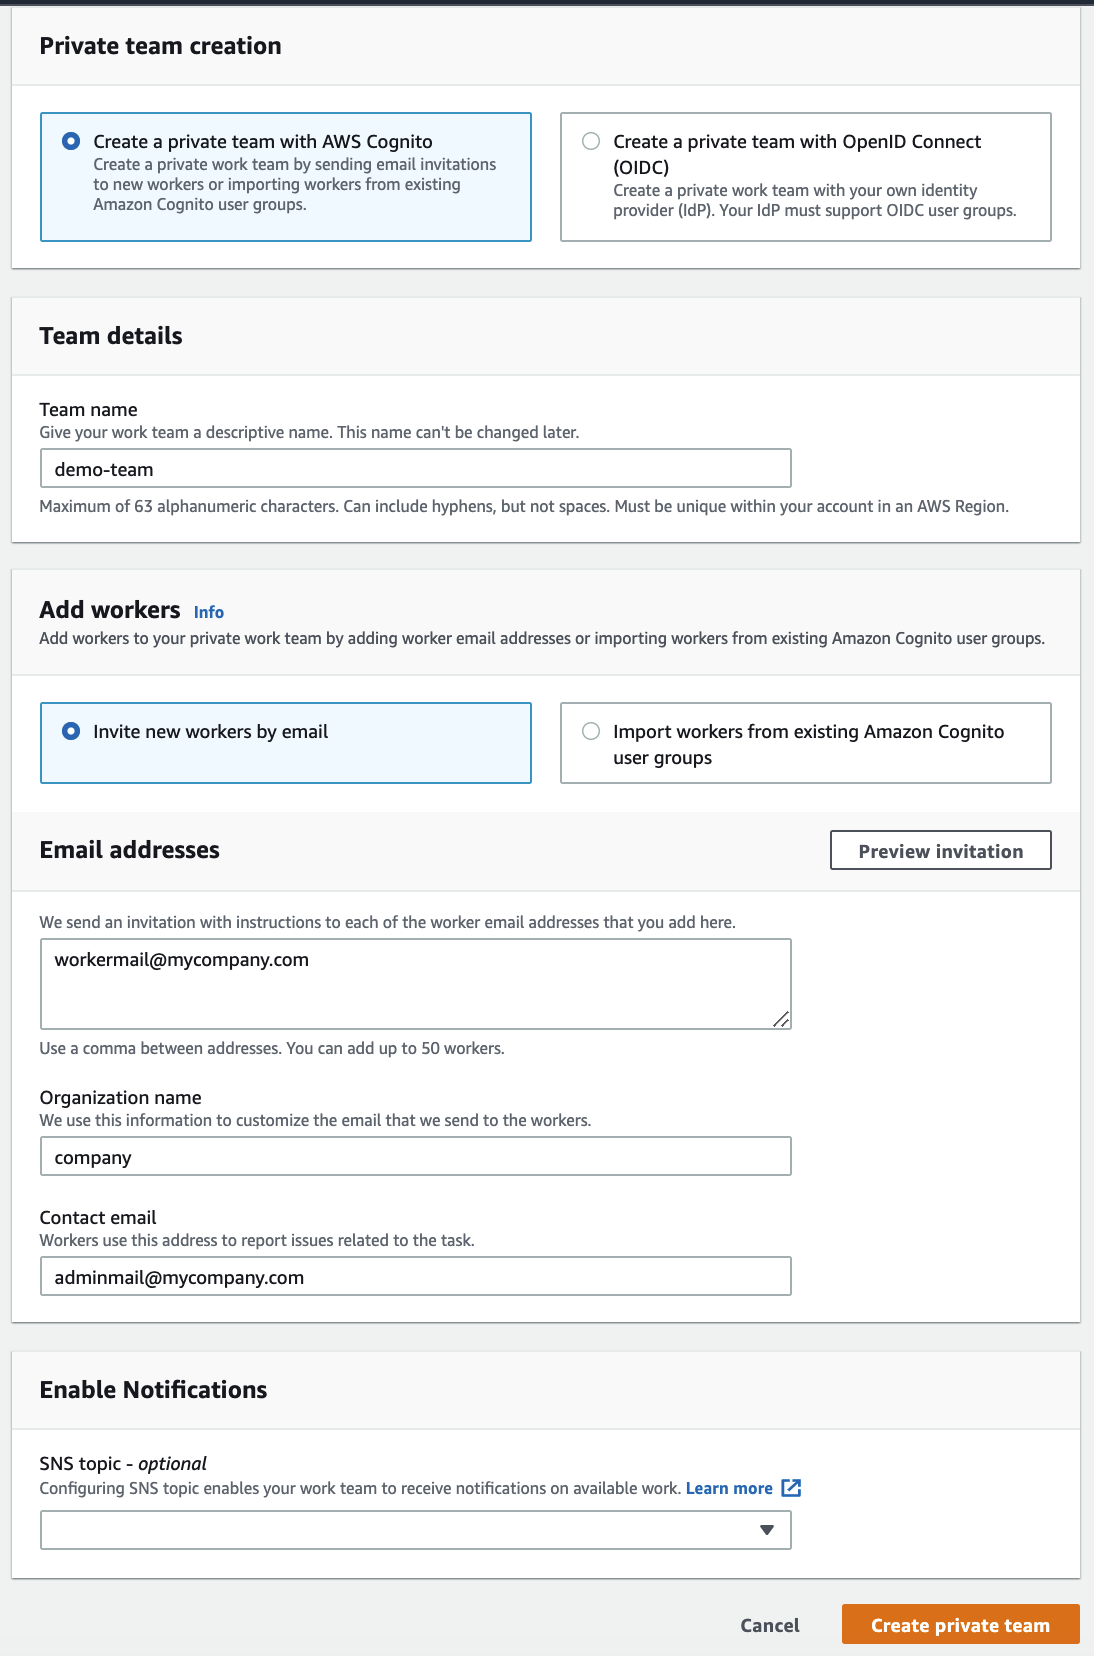 Private team creation
Create a private team with AWS Cognito
Create a private work team by sending email invitations
to new workers or importing workers from existing
Amazon Cognito user groups.
Create a private team with OpenID Connect
(OIDC)
Create a private work team with your own identity
provider (IdP). Your IdP must support OIDC user groups.
Team details
Team name
Give your work team a descriptive name. This name can't be changed later.
demo-team
Maximum of 63 alphanumeric characters. Can include hyphens, but not spaces. Must be unique within your account in an AWS Region.
Add workers Info
Add workers to your private work team by adding worker email addresses or importing workers from existing Amazon Cognito user groups.
Invite new workers by email
Import workers from existing Amazon Cognito
user groups
Email addresses
Preview invitation
We send an invitation with instructions to each of the worker email addresses that you add here.
workermail@mycompany.com
Use a comma between addresses. You can add up to 50 workers.
Organization name
We use this information to customize the email that we send to the workers.
company
Contact email
Workers use this address to report issues related to the task.
adminmail@mycompany.com
Enable Notifications
SNS topic - optional
Configuring SNS topic enables your work team to receive notifications on available work. Learn more
Cancel
Create private team